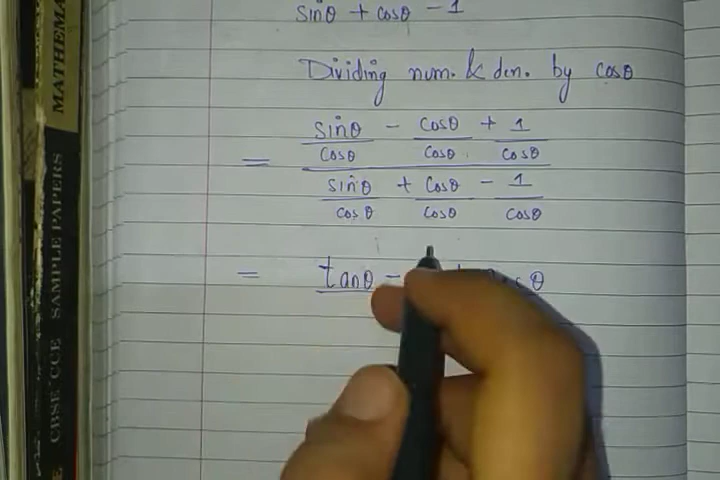 sinθ + cosθ - 1
Dividing num. & den. by cosθ
= sinθ/cosθ - cosθ/cosθ + 1/cosθ
sinθ/cosθ + cosθ/cosθ - 1/cosθ
= tanθ -
MATHEMA
CBSE CCE SAMPLE PAPERS